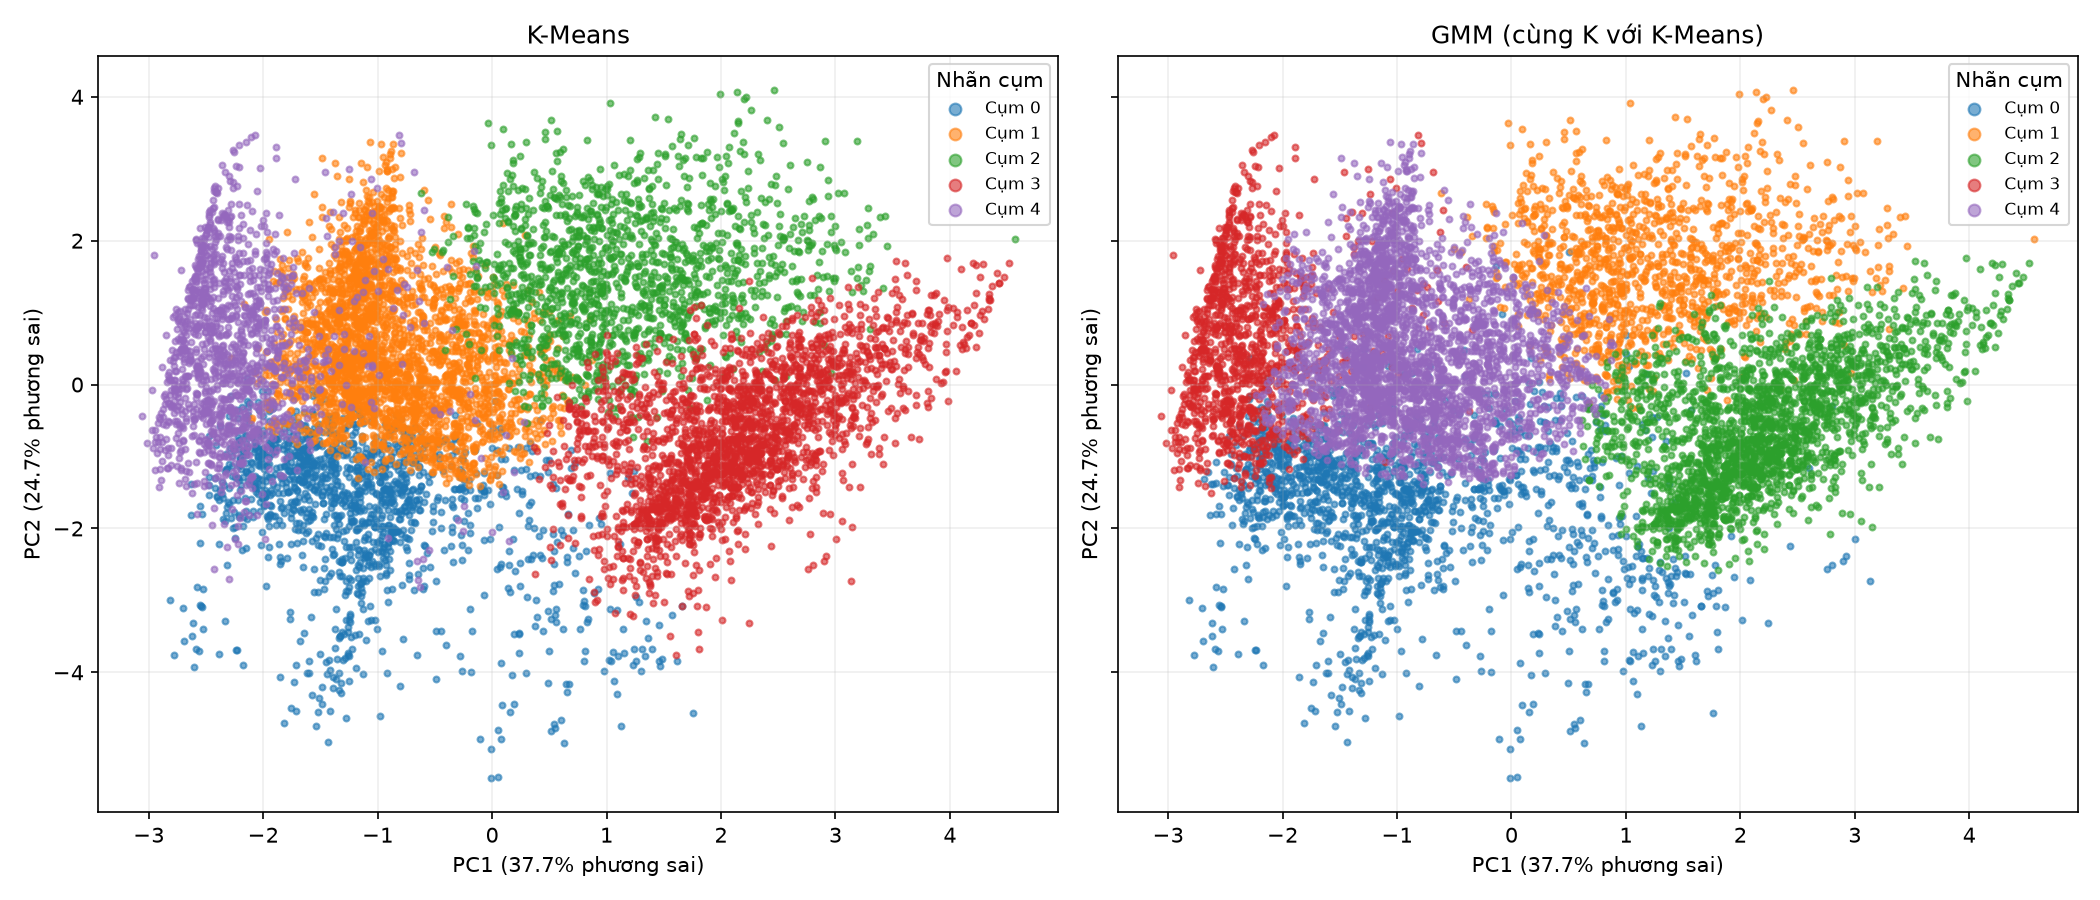 K-Means
Nhãn cụm
Cụm 0
Cụm 1
Cụm 2
Cụm 3
Cụm 4
4
2
0
−2
−4
PC2 (24.7% phương sai)
−3 −2 −1 0 1 2 3 4
PC1 (37.7% phương sai)
GMM (cùng K với K-Means)
Nhãn cụm
Cụm 0
Cụm 1
Cụm 2
Cụm 3
Cụm 4
PC2 (24.7% phương sai)
−3 −2 −1 0 1 2 3 4
PC1 (37.7% phương sai)